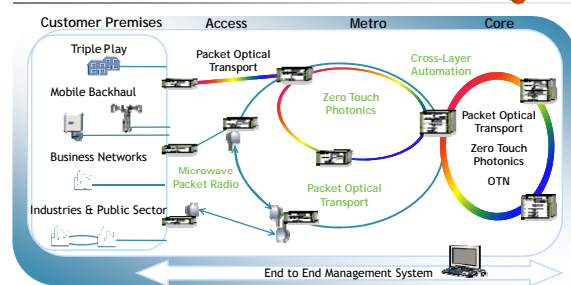 Customer Premises
Access
Metro
Core
Triple Play
Packet Optical
Transport
Cross-Layer
Automation
Mobile Backhaul
Zero Touch
Photonics
Packet Optical
Transport
Zero Touch
Photonics
OTN
Business Networks
Microwave
Packet Radio
Packet Optical
Transport
Industries & Public Sector
End to End Management System